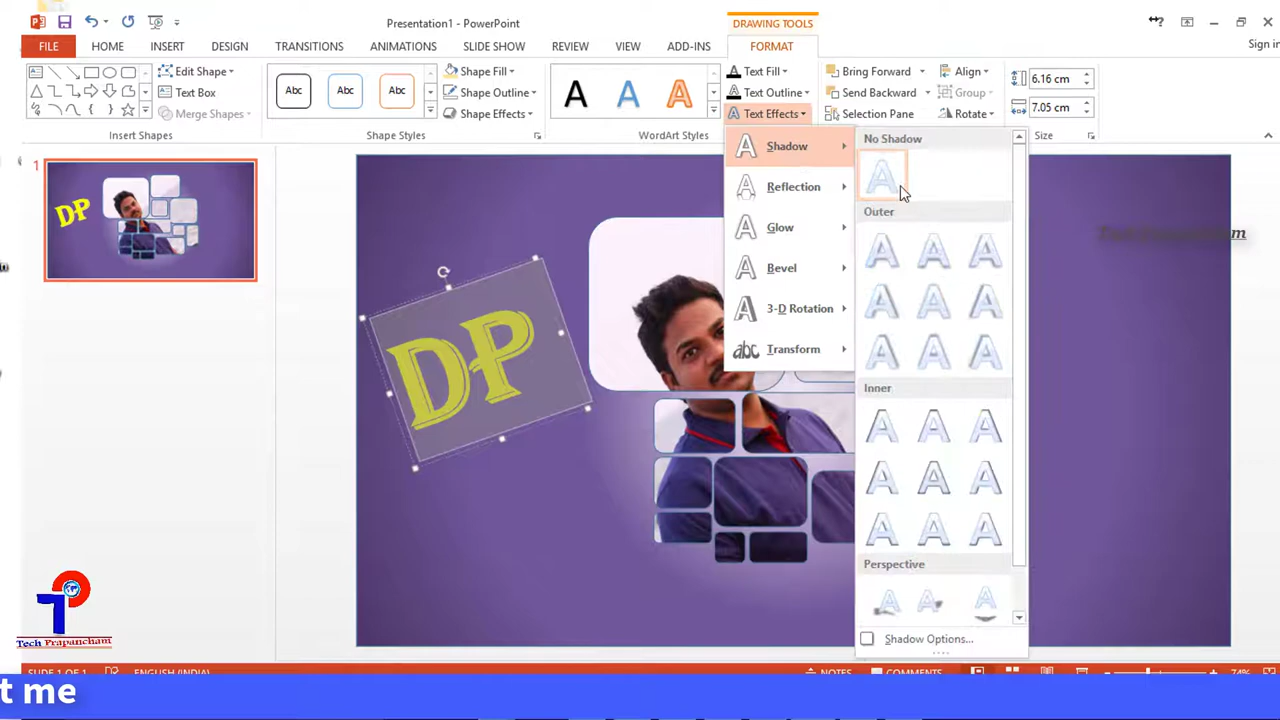 Presentation1 - PowerPoint
DRAWING TOOLS
Sign in
FILE HOME INSERT DESIGN TRANSITIONS ANIMATIONS SLIDE SHOW REVIEW VIEW ADD-INS FORMAT
Edit Shape
Text Box
Merge Shapes
Insert Shapes
Abc Abc Abc
Shape Fill
Shape Outline
Shape Effects
Shape Styles
A A A
WordArt Styles
Text Fill
Text Outline
Text Effects
Bring Forward
Send Backward
Selection Pane
Align
Group
Rotate
6.16 cm
7.05 cm
Size
1
DP
DP
Shadow
Reflection
Glow
Bevel
3-D Rotation
abc Transform
No Shadow
Outer
Inner
Perspective
Shadow Options...
TechPrapancham
Tech Prapancham
SLIDE 1 OF 1
ENGLISH (INDIA)
NOTES
COMMENTS
74%
t me